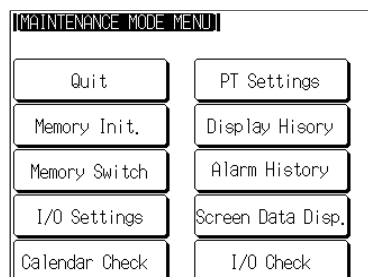 [MAINTENANCE MODE MENU]
Quit
PT Settings
Memory Init.
Display Hisory
Memory Switch
Alarm History
I/O Settings
Screen Data Disp.
Calendar Check
I/O Check